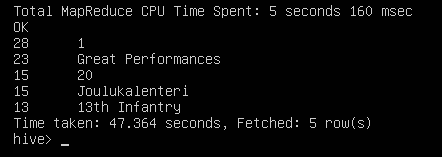 Total MapReduce CPU Time Spent: 5 seconds 160 msec
OK
28 1
23 Great Performances
15 20
15 Joulukalenteri
13 13th Infantry
Time taken: 47.364 seconds, Fetched: 5 row(s)
hive> _